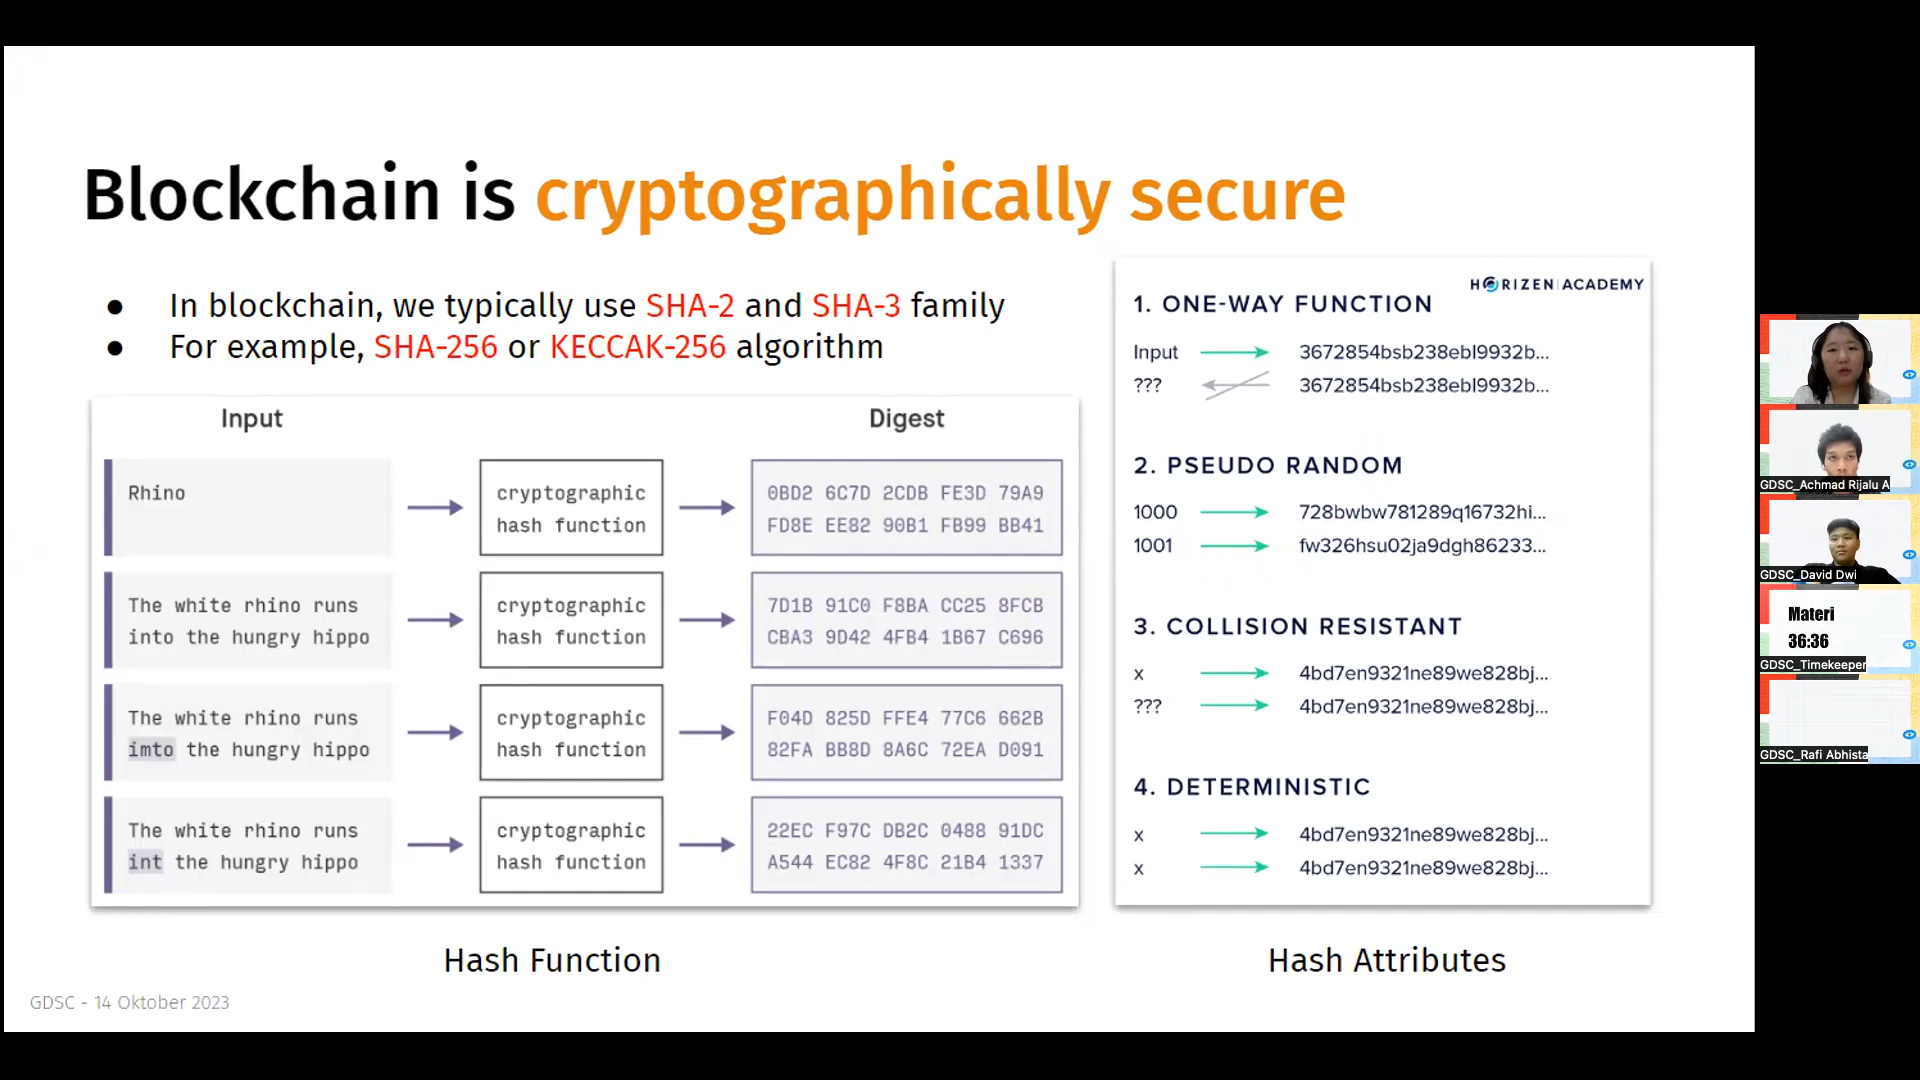 Blockchain is cryptographically secure
● In blockchain, we typically use SHA-2 and SHA-3 family
● For example, SHA-256 or KECCAK-256 algorithm
Input
Digest
Rhino
cryptographic
hash function
0BD2 6C7D 2CDB FE3D 79A9
FD8E EE82 90B1 FB99 BB41
The white rhino runs
into the hungry hippo
cryptographic
hash function
7D1B 91C0 F8BA CC25 8FCB
CBA3 9D42 4FB4 1B67 C696
The white rhino runs
imto the hungry hippo
cryptographic
hash function
F04D 825D FFE4 77C6 662B
82FA BB8D 8A6C 72EA D091
The white rhino runs
int the hungry hippo
cryptographic
hash function
22EC F97C DB2C 0488 91DC
A544 EC82 4F8C 21B4 1337
Hash Function
HORIZEN ACADEMY
1. ONE-WAY FUNCTION
Input 3672854bsb238ebl9932b...
??? 3672854bsb238ebl9932b...
2. PSEUDO RANDOM
1000 728bwbw781289q16732hi...
1001 fw326hsu02ja9dgh86233...
3. COLLISION RESISTANT
x 4bd7en9321ne89we828bj...
??? 4bd7en9321ne89we828bj...
4. DETERMINISTIC
x 4bd7en9321ne89we828bj...
x 4bd7en9321ne89we828bj...
Hash Attributes
GDSC - 14 Oktober 2023
GDSC_Achmad Rijalu A
GDSC_David Dwi
Materi
36:36
GDSC_Timekeeper
GDSC_Rafi Abhista